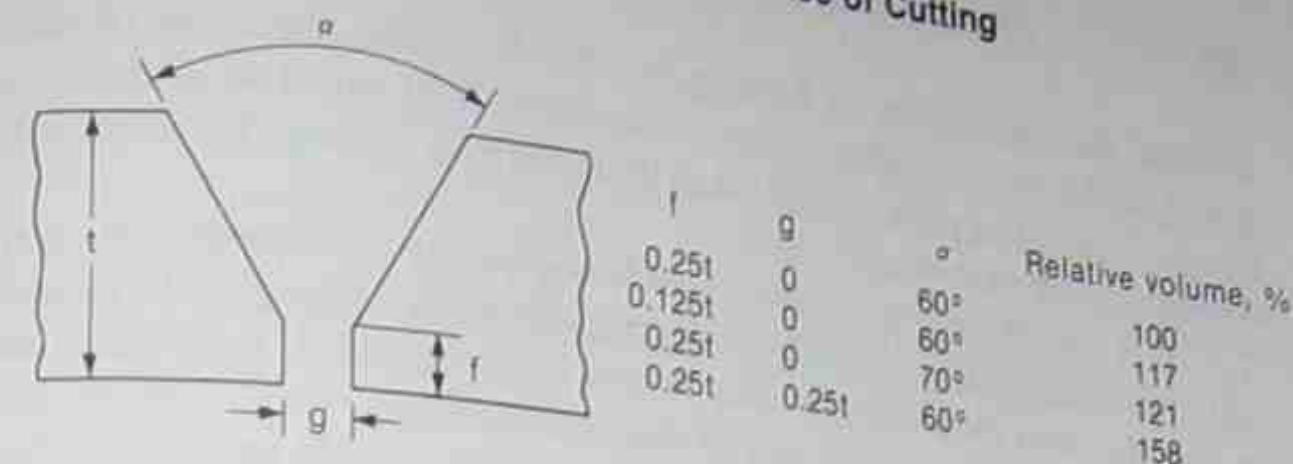 of Cutting
α
t
f
g
f g α Relative volume, %
0.25t 0 60° 100
0.125t 0 60° 117
0.25t 0 70° 121
0.25t 0.25t 60° 158